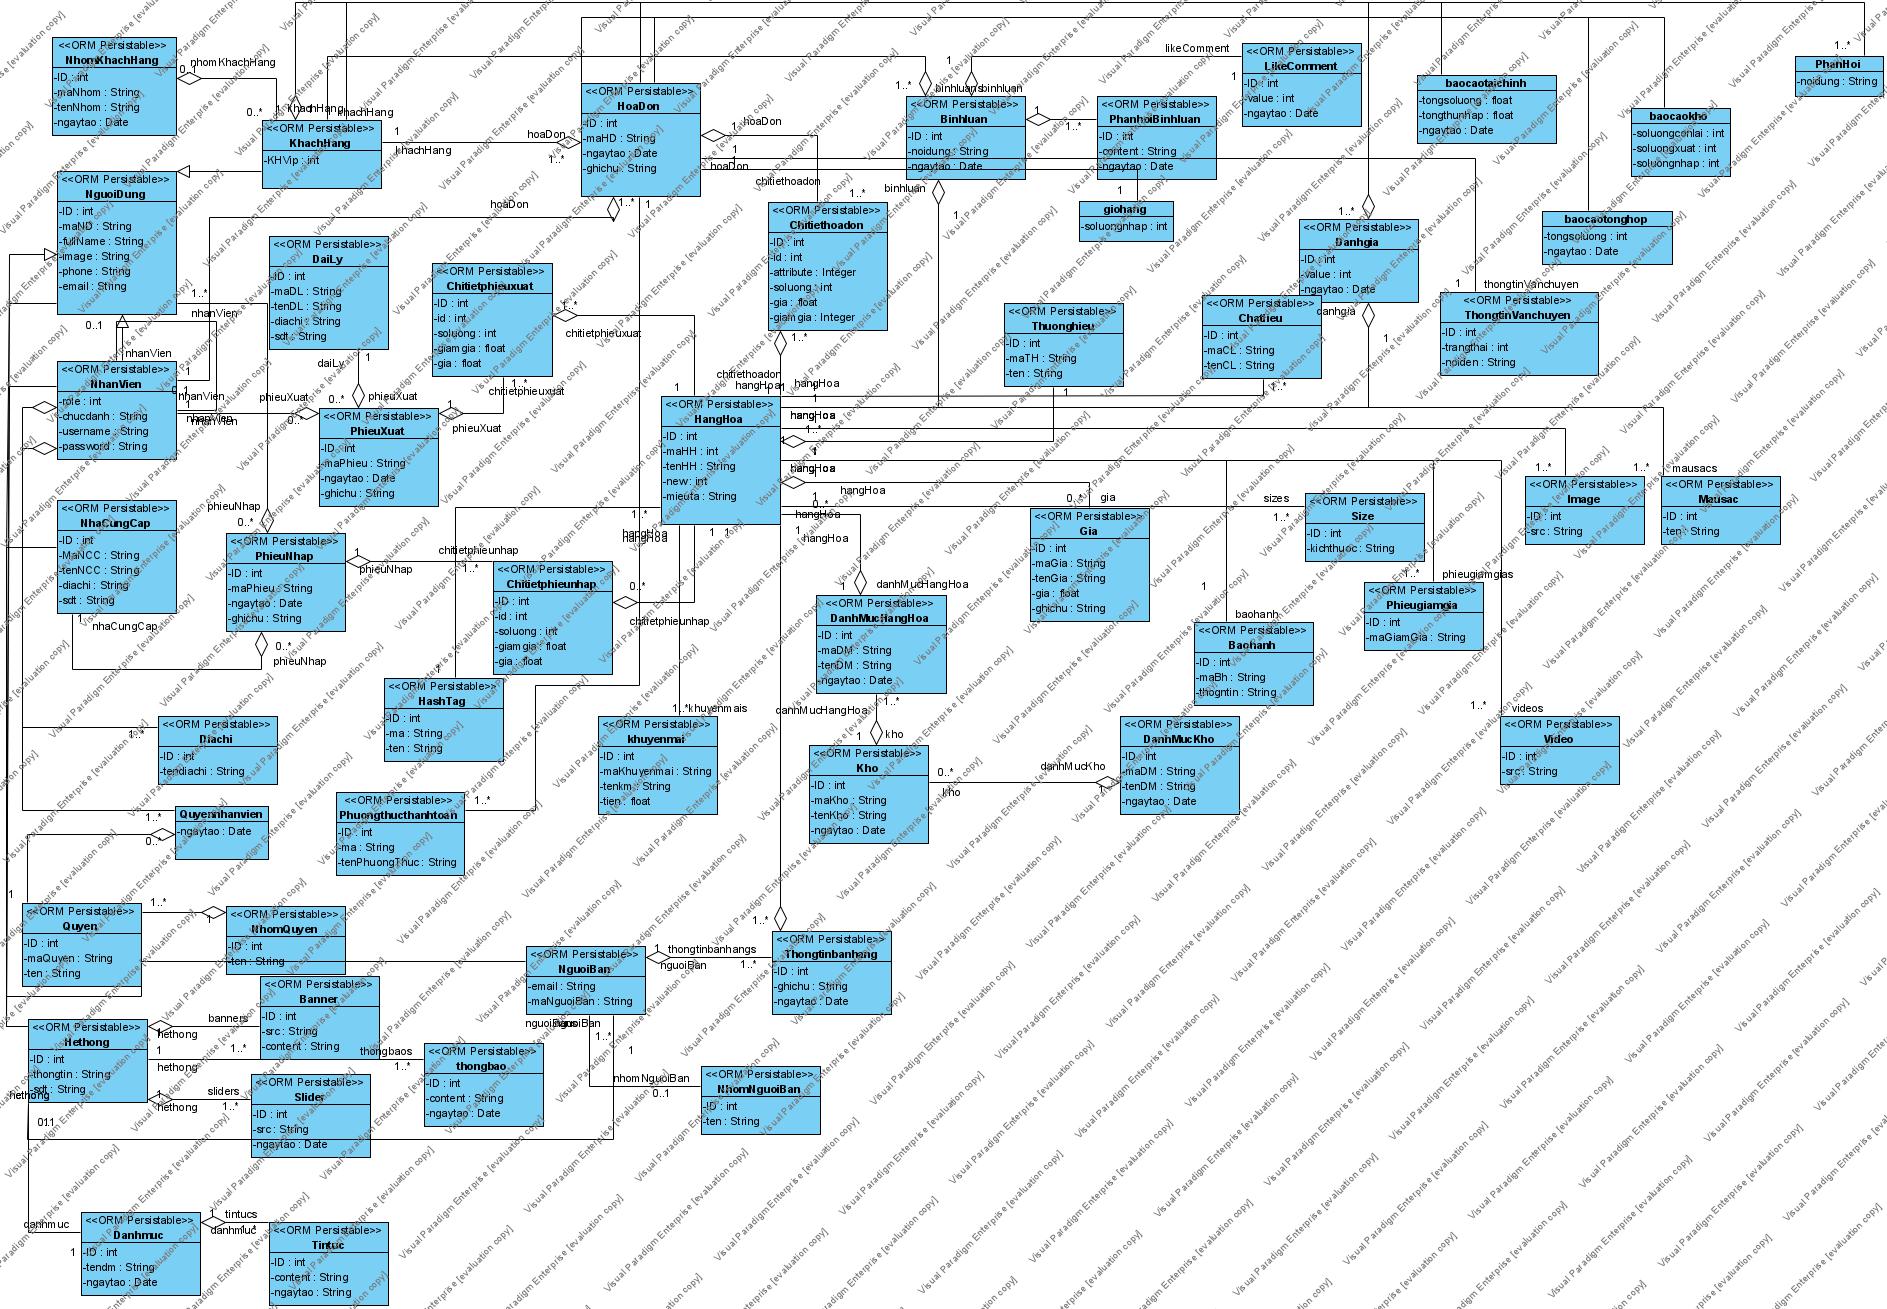 <<ORM Persistable>>
NhomKhachHang
-ID : int
-maNhom : String
-tenNhom : String
-ngaytao : Date
<<ORM Persistable>>
NguoiDung
-ID : int
-maND : String
-fullName : String
-image : String
-phone : String
-email : String
<<ORM Persistable>>
NhanVien
-role : int
-chucdanh : String
-username : String
-password : String
<<ORM Persistable>>
NhaCungCap
-ID : int
-MaNCC : String
-tenNCC : String
-diachi : String
-sdt : String
<<ORM Persistable>>
Diachi
-ID : int
-tendiachi : String
<<ORM Persistable>>
Quyennhanvien
-ngaytao : Date
<<ORM Persistable>>
Quyen
-ID : int
-maQuyen : String
-ten : String
<<ORM Persistable>>
Hethong
-ID : int
-thongtin : String
-sdt : String
<<ORM Persistable>>
Danhmuc
-ID : int
-tendm : String
-ngaytao : Date
<<ORM Persistable>>
KhachHang
-KHVip : int
<<ORM Persistable>>
DaiLy
-ID : int
-maDL : String
-tenDL : String
-diachi : String
-sdt : String
<<ORM Persistable>>
PhieuXuat
-ID : int
-maPhieu : String
-ngaytao : Date
-ghichu : String
<<ORM Persistable>>
PhieuNhap
-ID : int
-maPhieu : String
-ngaytao : Date
-ghichu : String
<<ORM Persistable>>
NhomQuyen
-ten : String
<<ORM Persistable>>
Banner
-ID : int
-src : String
-content : String
<<ORM Persistable>>
Slider
-ID : int
-src : String
-ngaytao : Date
<<ORM Persistable>>
Tintuc
-ID : int
-content : String
-ngaytao : Date
<<ORM Persistable>>
Chitietphieuxuat
-ID : int
-id : int
-soluong : int
-giamgia : float
-gia : float
<<ORM Persistable>>
HashTag
-ID : int
-ma : String
-ten : String
<<ORM Persistable>>
Phuongthucthanhtoan
-ID : int
-ma : String
-tenPhuongThuc : String
<<ORM Persistable>>
thongbao
-ID : int
-content : String
-ngaytao : Date
<<ORM Persistable>>
Chitietphieunhap
-ID : int
-id : int
-soluong : int
-giamgia : float
-gia : float
<<ORM Persistable>>
NguoiBan
-email : String
-maNguoiBan : String
<<ORM Persistable>>
HoaDon
-ID : int
-maHD : String
-ngaytao : Date
-ghichu : String
<<ORM Persistable>>
khuyenmai
-ID : int
-maKhuyenmai : String
-tenkm : String
-tien : float
<<ORM Persistable>>
HangHoa
-ID : int
-maHH : int
-tenHH : String
-new : int
-mieuta : String
<<ORM Persistable>>
NhomNguoiBan
-ID : int
-ten : String
<<ORM Persistable>>
Thongtinbanhang
-ID : int
-ghichu : String
-ngaytao : Date
<<ORM Persistable>>
Chitiethoadon
-ID : int
-id : int
-attribute : Integer
-soluong : int
-gia : float
-giamgia : Integer
<<ORM Persistable>>
DanhMucHangHoa
-ID : int
-maDM : String
-tenDM : String
-ngaytao : Date
<<ORM Persistable>>
Kho
-ID : int
-maKho : String
-tenKho : String
-ngaytao : Date
<<ORM Persistable>>
BinhLuan
-ID : int
-noidung : String
-ngaytao : Date
<<ORM Persistable>>
Thuonghieu
-ID : int
-maTH : String
-ten : String
<<ORM Persistable>>
Gia
-ID : int
-maGia : String
-tenGia : String
-gia : float
-ghichu : String
<<ORM Persistable>>
DanhMucKho
-ID : int
-maDM : String
-tenDM : String
-ngaytao : Date
giohang
-soluongnhap : int
<<ORM Persistable>>
PhanhoiBinhLuan
-ID : int
-content : String
-ngaytao : Date
<<ORM Persistable>>
Baohanh
-ID : int
-maBh : String
-thogntin : String
<<ORM Persistable>>
Chatlieu
-ID : int
-maCL : String
-tenCL : String
<<ORM Persistable>>
LikeComment
-ID : int
-value : int
-ngaytao : Date
<<ORM Persistable>>
Danhgia
-ID : int
-value : int
-ngaytao : Date
<<ORM Persistable>>
Size
-ID : int
-kichthuoc : String
<<ORM Persistable>>
Phieugiamgia
-ID : int
-maGiamGia : String
baocaotaichinh
-tongsoluong : float
-tongthunhap : float
-ngaytao : Date
<<ORM Persistable>>
ThongtinVanchuyen
-ID : int
-trangthai : int
-noiden : String
<<ORM Persistable>>
Video
-ID : int
-src : String
<<ORM Persistable>>
Image
-ID : int
-src : String
baocaotonghop
-tongsoluong : int
-ngaytao : Date
baocaokho
-soluongconlai : int
-soluongxuat : int
-soluongnhap : int
<<ORM Persistable>>
Mausac
-ID : int
-ten : String
PhanHoi
-noidung : String
nhomKhachHang
khachHang
hoaDon
nhanVien
nhaCungCap
phieuNhap
phieuXuat
daiLy
chitietphieuxuat
chitietphieunhap
hangHoa
chitiethoadon
binhluan
likeComment
danhMucHangHoa
kho
danhMucKho
gia
baohanh
sizes
phieugiamgias
videos
mausacs
thongtinVanchuyen
danhgia
khuyenmais
thongtinbanhangs
nguoiBan
nhomNguoiBan
thongbaos
banners
sliders
hethong
tintucs
danhmuc
Visual Paradigm Enterprise [evaluation copy]